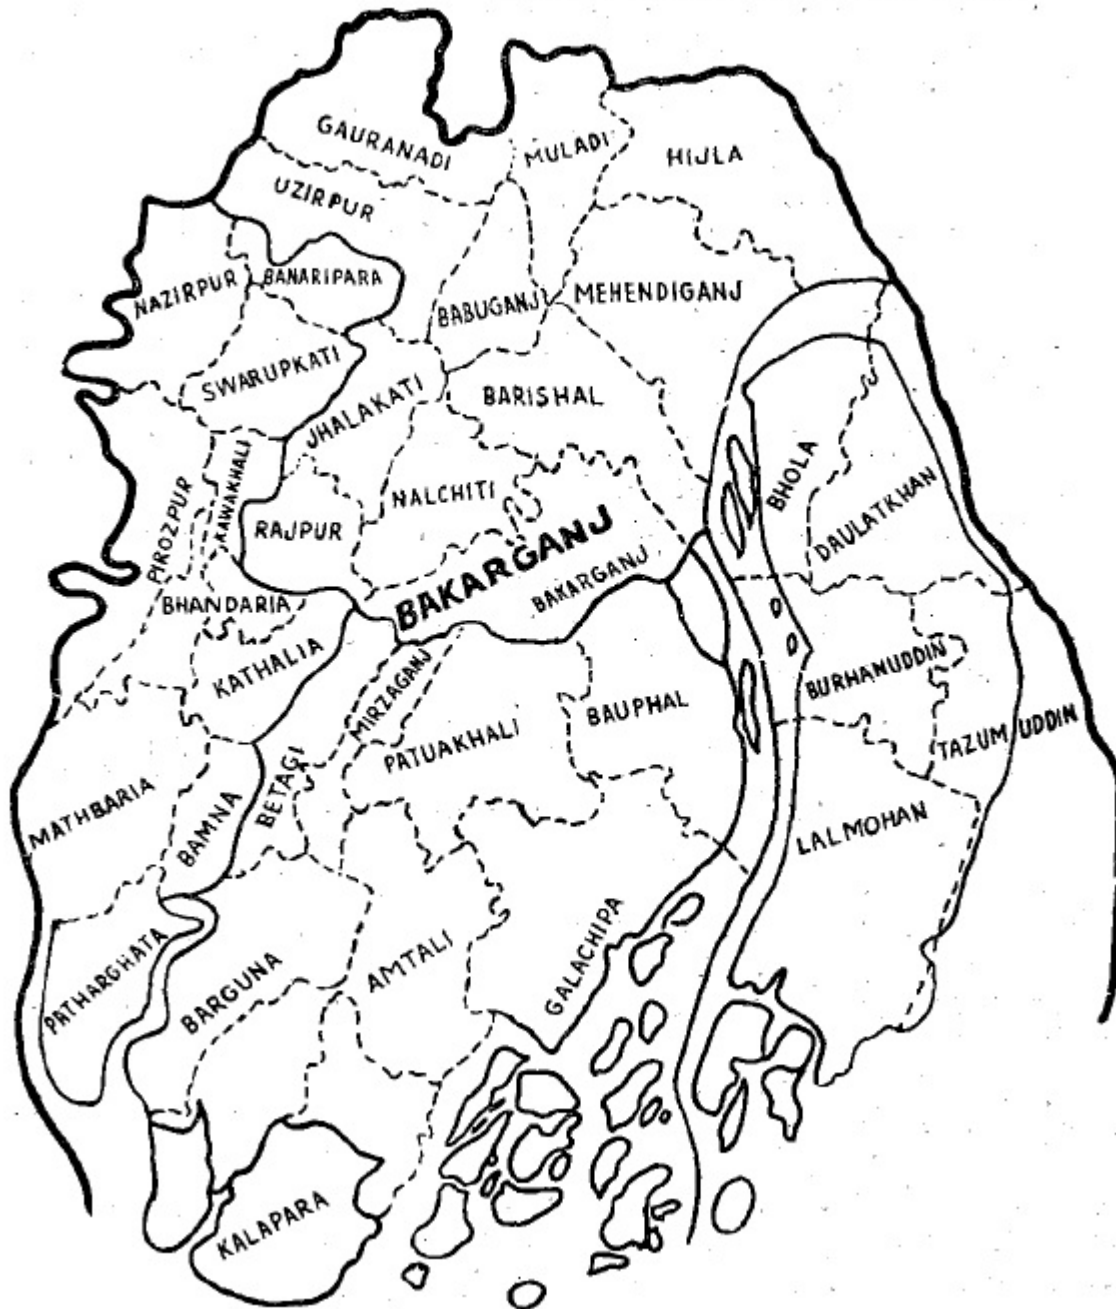 GAURANADI
MULADI
HIJLA
UZIRPUR
NAZIRPUR
BANARIPARA
BABUGANJ
MEHENDIGANJ
SWARUPKATI
JHALAKATI
BARISHAL
BHOLA
DAULATKHAN
PIROZPUR
KAWAKHALI
RAJPUR
NALCHITI
BAKARGANJ
BAKARGANJ
BHANDARIA
KATHALIA
MIRZAGANJ
BURHANUDDIN
BAUPHAL
PATUAKHALI
TAZUMUDDIN
MATHBARIA
BAMNA
BETAGI
LALMOHAN
PATHARGHATA
BARGUNA
AMTALI
GALACHIPA
KALAPARA